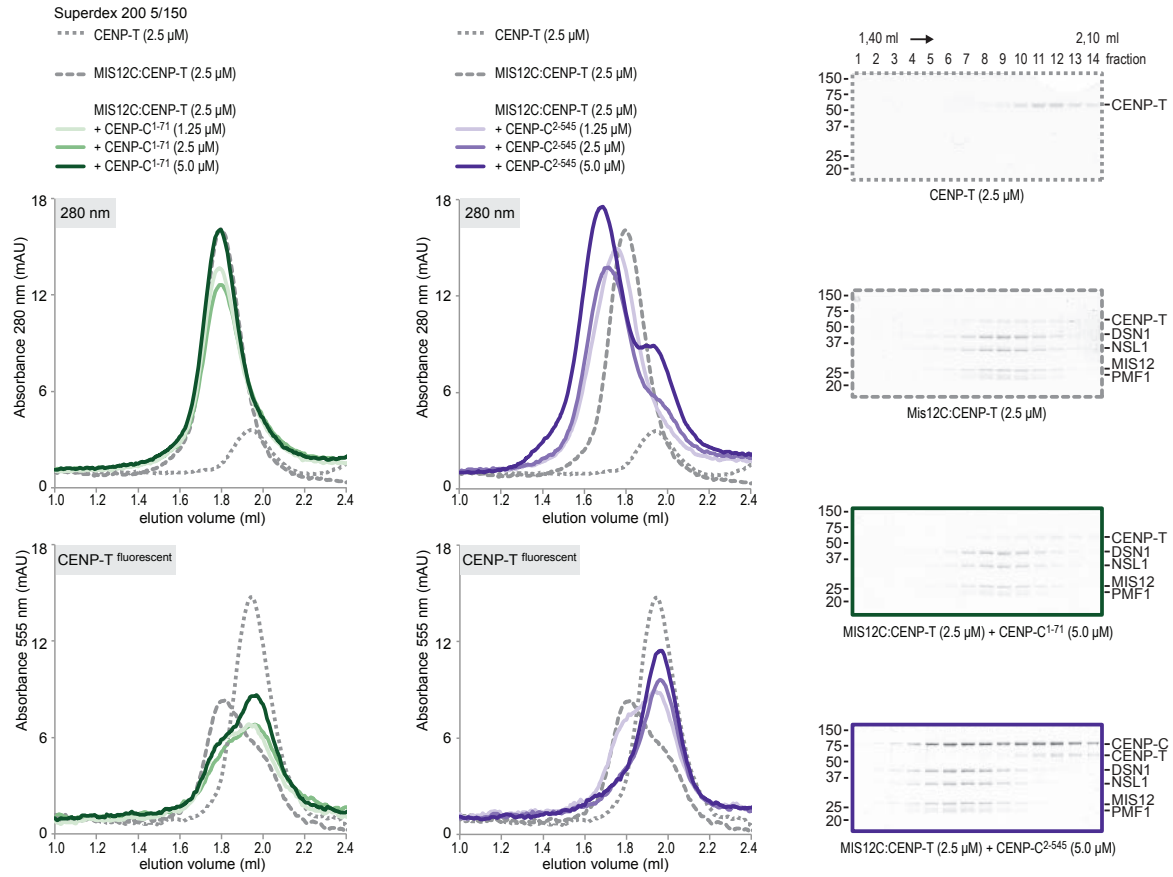 Superdex 200 5/150
CENP-T (2.5 µM)
MIS12C:CENP-T (2.5 µM)
MIS12C:CENP-T (2.5 µM)
+ CENP-C1-71 (1.25 µM)
+ CENP-C1-71 (2.5 µM)
+ CENP-C1-71 (5.0 µM)
CENP-T (2.5 µM)
MIS12C:CENP-T (2.5 µM)
MIS12C:CENP-T (2.5 µM)
+ CENP-C2-545 (1.25 µM)
+ CENP-C2-545 (2.5 µM)
+ CENP-C2-545 (5.0 µM)
280 nm
Absorbance 280 nm (mAU)
18
12
6
0
1.0 1.2 1.4 1.6 1.8 2.0 2.2 2.4
elution volume (ml)
280 nm
Absorbance 280 nm (mAU)
18
12
6
0
1.0 1.2 1.4 1.6 1.8 2.0 2.2 2.4
elution volume (ml)
CENP-T fluorescent
Absorbance 555 nm (mAU)
18
12
6
0
1.0 1.2 1.4 1.6 1.8 2.0 2.2 2.4
elution volume (ml)
CENP-T fluorescent
Absorbance 555 nm (mAU)
18
12
6
0
1.0 1.2 1.4 1.6 1.8 2.0 2.2 2.4
elution volume (ml)
1,40 ml 2,10 ml
1 2 3 4 5 6 7 8 9 10 11 12 13 14 fraction
150-
75-
50-
37-
25-
20-
CENP-T
CENP-T (2.5 µM)
150-
75-
50-
37-
25-
20-
CENP-T
DSN1
NSL1
MIS12
PMF1
Mis12C:CENP-T (2.5 µM)
150-
75-
50-
37-
25-
20-
CENP-T
DSN1
NSL1
MIS12
PMF1
MIS12C:CENP-T (2.5 µM) + CENP-C1-71 (5.0 µM)
150-
75-
50-
37-
25-
20-
CENP-C
CENP-T
DSN1
NSL1
MIS12
PMF1
MIS12C:CENP-T (2.5 µM) + CENP-C2-545 (5.0 µM)